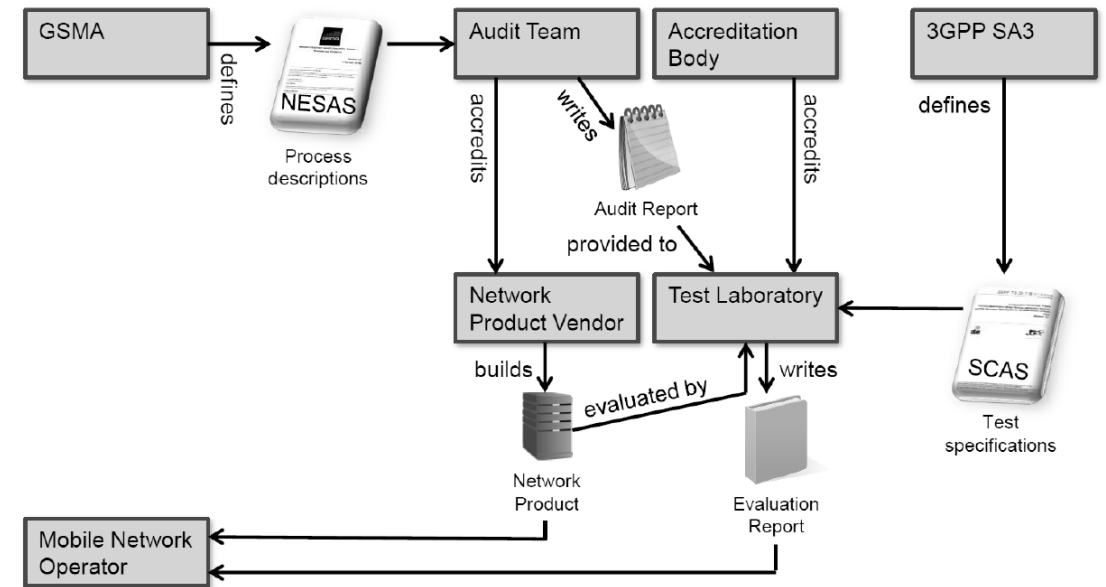 GSMA
defines
NESAS
Process
descriptions
Audit Team
accredits
writes
Audit Report
provided to
Accreditation
Body
accredits
3GPP SA3
defines
Network
Product Vendor
Test Laboratory
SCAS
Test
specifications
builds
evaluated by
writes
Network
Product
Evaluation
Report
Mobile Network
Operator